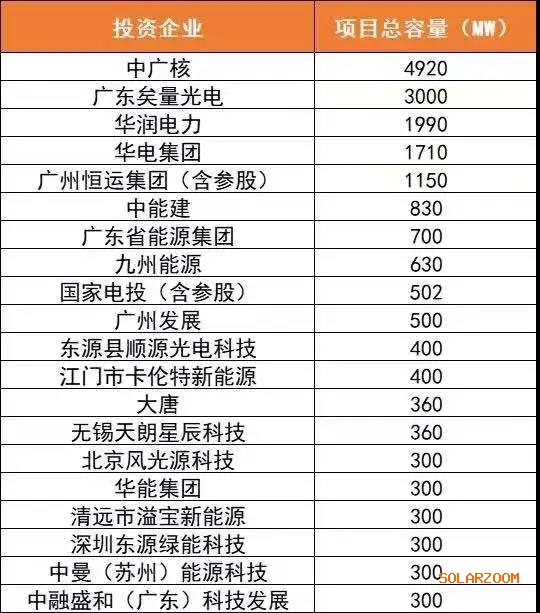 投资企业 项目总容量（MW）
中广核 4920
广东矣量光电 3000
华润电力 1990
华电集团 1710
广州恒运集团（含参股） 1150
中能建 830
广东省能源集团 700
九州能源 630
国家电投（含参股） 502
广州发展 500
东源县顺源光电科技 400
江门市卡伦特新能源 400
大唐 360
无锡天朗星辰科技 360
北京风光源科技 300
华能集团 300
清远市溢宝新能源 300
深圳东源绿能科技 300
中曼（苏州）能源科技 300
SOLARZOOM
中融盛和（广东）科技发展 300